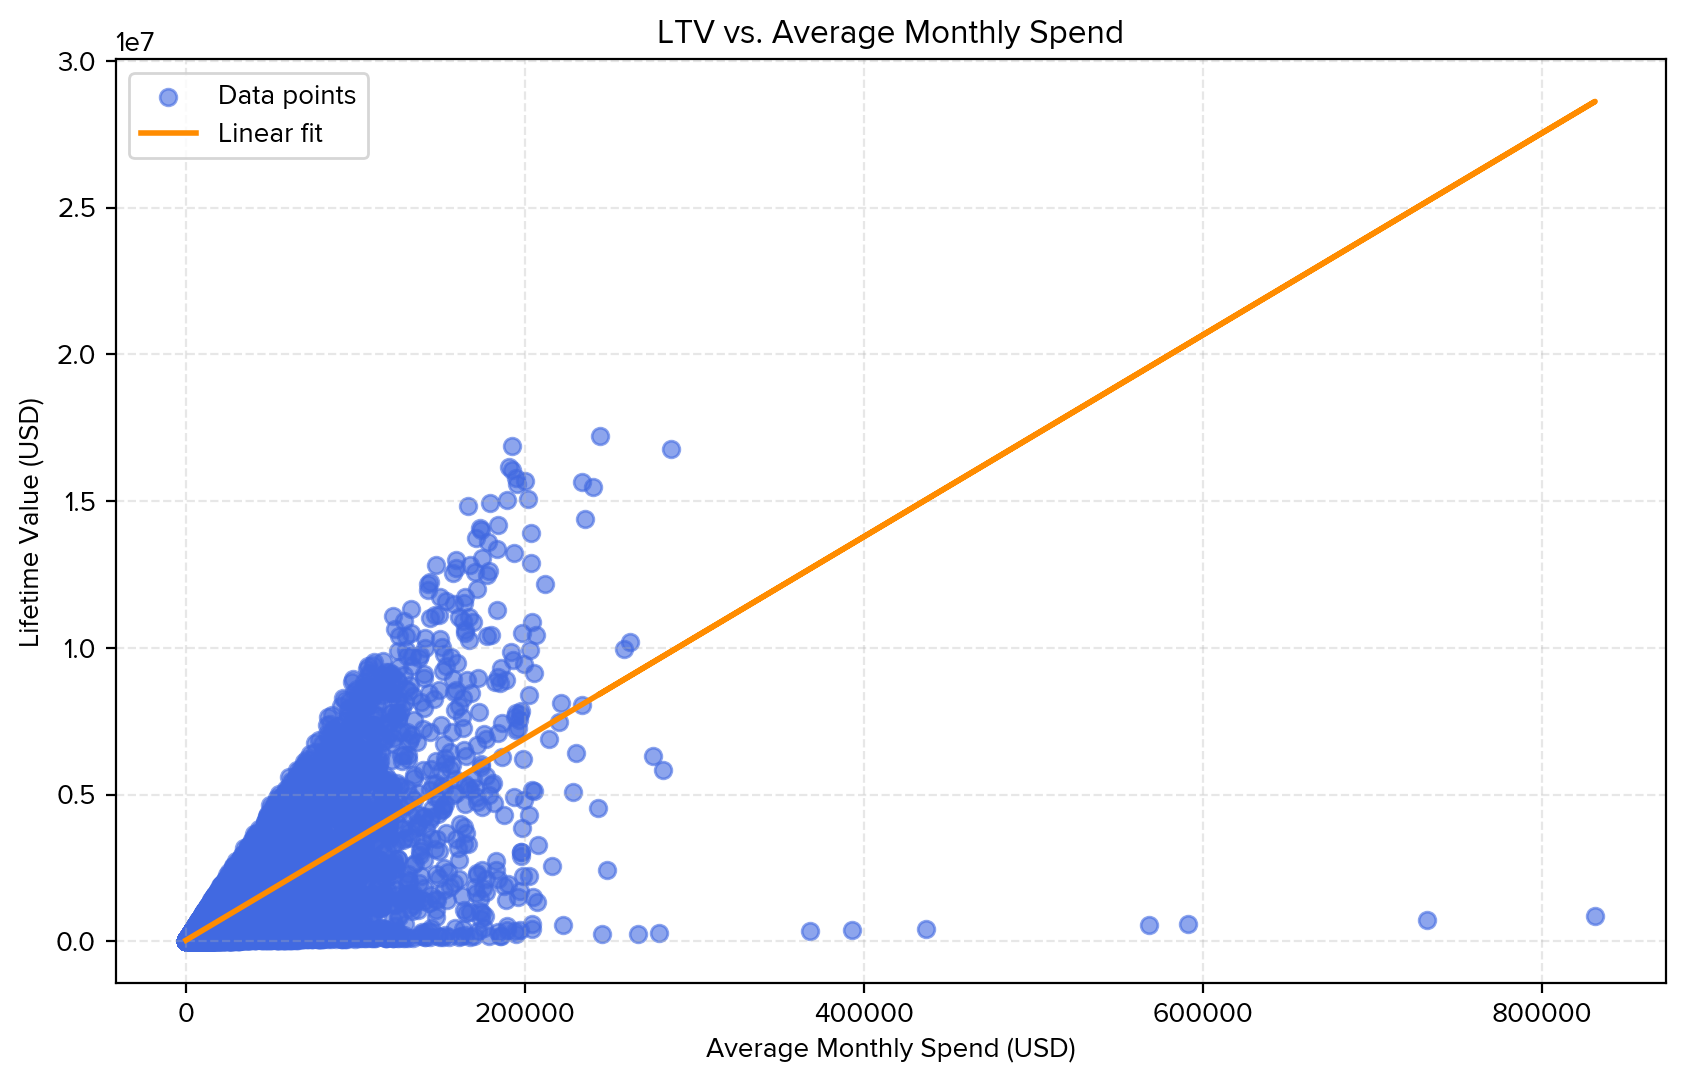 LTV vs. Average Monthly Spend
1e7
3.0
2.5
2.0
1.5
1.0
0.5
0.0
Lifetime Value (USD)
Data points
Linear fit
0 200000 400000 600000 800000
Average Monthly Spend (USD)